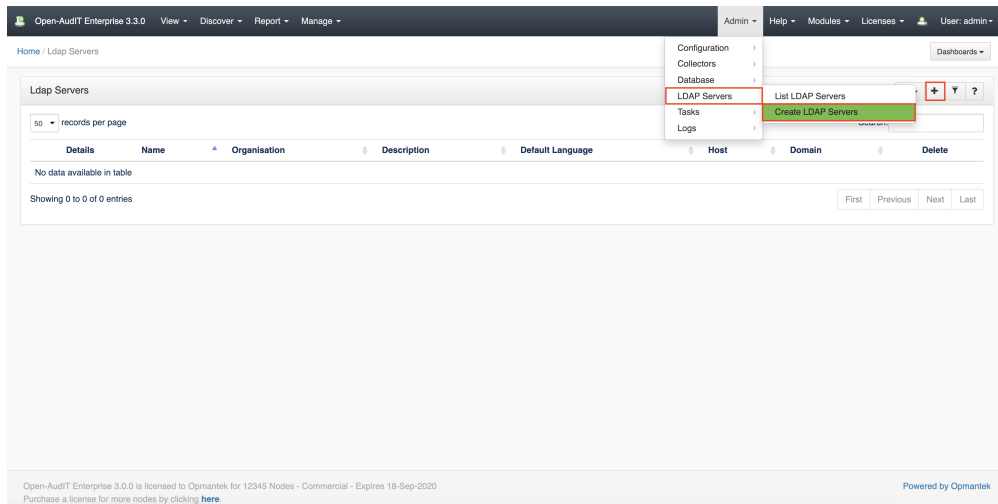 Open-AudIT Enterprise 3.3.0 View Discover Report Manage Admin Help Modules Licenses User: admin
Home / Ldap Servers
Dashboards
Configuration
Collectors
Database
LDAP Servers
Tasks
Logs
List LDAP Servers
Create LDAP Servers
Ldap Servers
+ ?
50 records per page
Search:
Details Name Organisation Description Default Language Host Domain Delete
No data available in table
Showing 0 to 0 of 0 entries
First Previous Next Last
Open-AudIT Enterprise 3.0.0 is licensed to Opmantek for 12345 Nodes - Commercial - Expires 18-Sep-2020
Purchase a license for more nodes by clicking here.
Powered by Opmantek